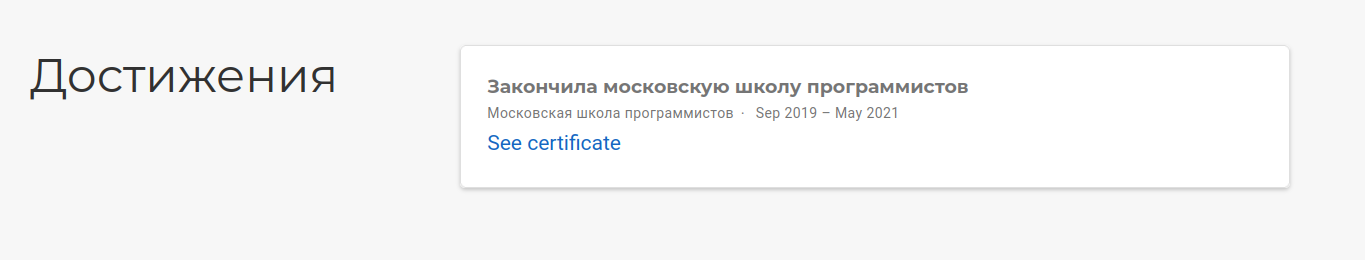 Достижения
Закончила московскую школу программистов
Московская школа программистов · Sep 2019 – May 2021
See certificate